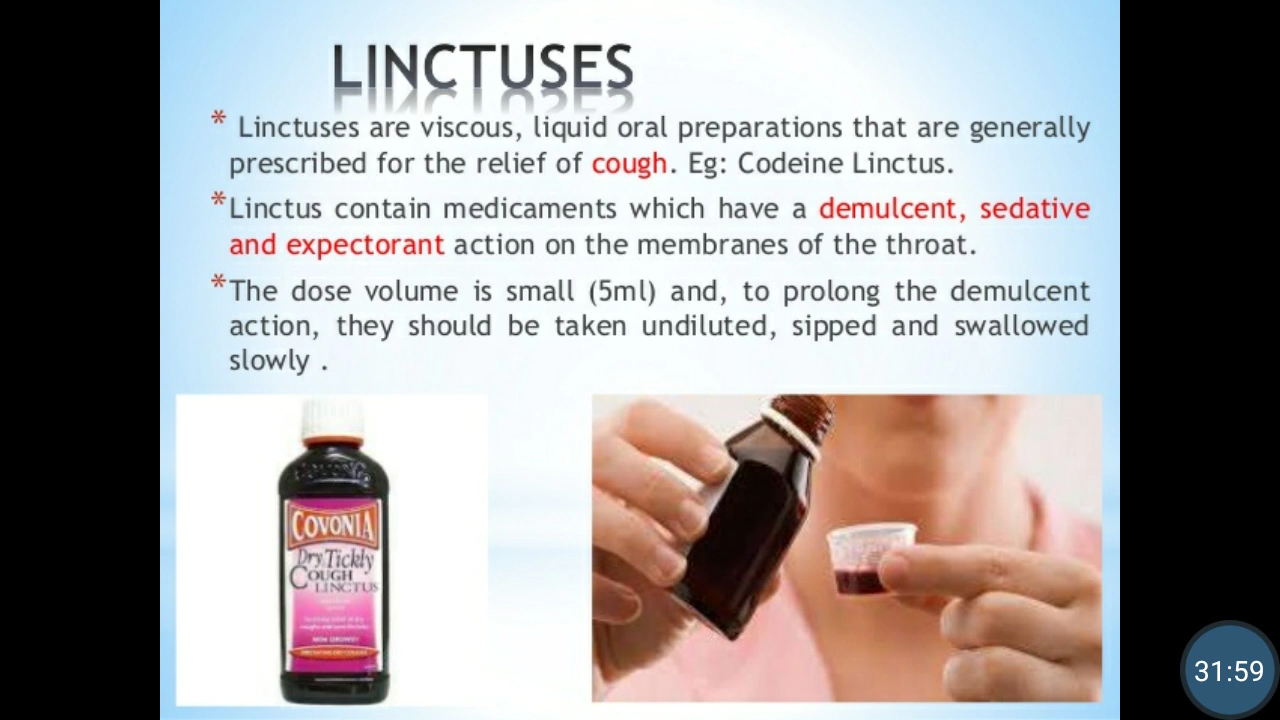 LINCTUSES
* Linctuses are viscous, liquid oral preparations that are generally
prescribed for the relief of cough. Eg: Codeine Linctus.
*Linctus contain medicaments which have a demulcent, sedative
and expectorant action on the membranes of the throat.
*The dose volume is small (5ml) and, to prolong the demulcent
action, they should be taken undiluted, sipped and swallowed
slowly .
COVONIA
Dry Tickly
COUGH
LINCTUS
NON DROWSY
31:59